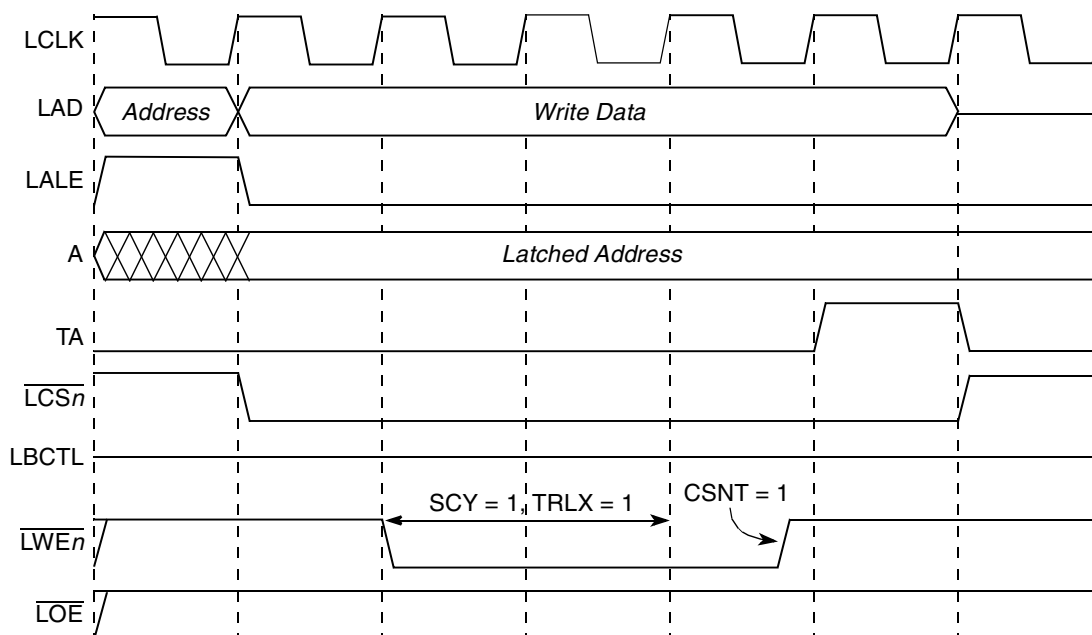 LCLK
LAD
Address
Write Data
LALE
A
Latched Address
TA
LCSn
LBCTL
SCY = 1, TRLX = 1
CSNT = 1
LWEn
LOE